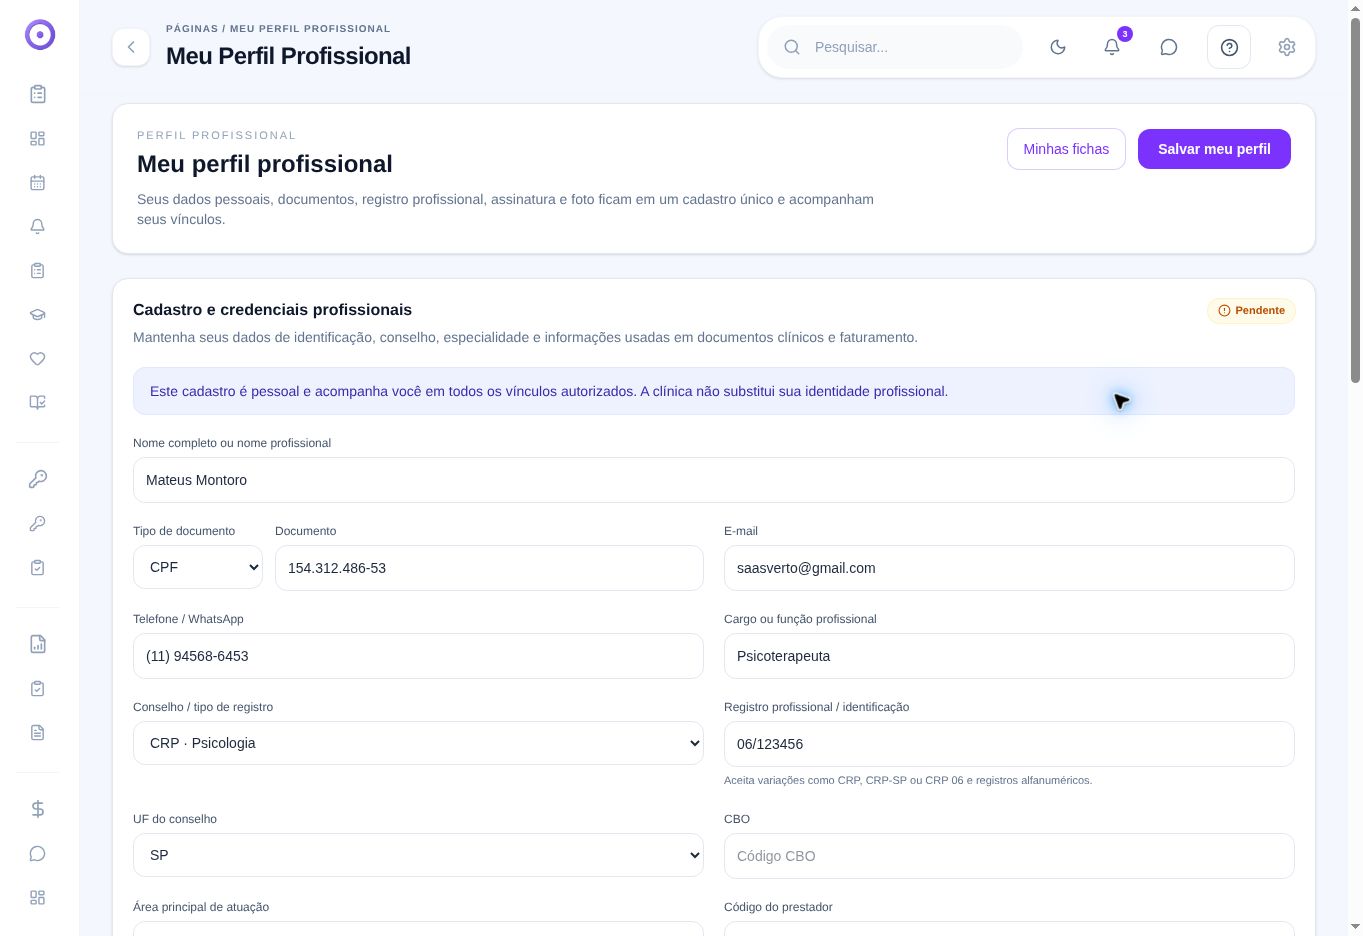 PÁGINAS / MEU PERFIL PROFISSIONAL
Meu Perfil Profissional
Pesquisar...
3
PERFIL PROFISSIONAL
Meu perfil profissional
Minhas fichas
Salvar meu perfil
Seus dados pessoais, documentos, registro profissional, assinatura e foto ficam em um cadastro único e acompanham
seus vínculos.
Cadastro e credenciais profissionais
Pendente
Mantenha seus dados de identificação, conselho, especialidade e informações usadas em documentos clínicos e faturamento.
Este cadastro é pessoal e acompanha você em todos os vínculos autorizados. A clínica não substitui sua identidade profissional.
Nome completo ou nome profissional
Mateus Montoro
Tipo de documento Documento E-mail
CPF 154.312.486-53 saasverto@gmail.com
Telefone / WhatsApp Cargo ou função profissional
(11) 94568-6453 Psicoterapeuta
Conselho / tipo de registro Registro profissional / identificação
CRP · Psicologia 06/123456
Aceita variações como CRP, CRP-SP ou CRP 06 e registros alfanuméricos.
UF do conselho CBO
SP Código CBO
Área principal de atuação Código do prestador